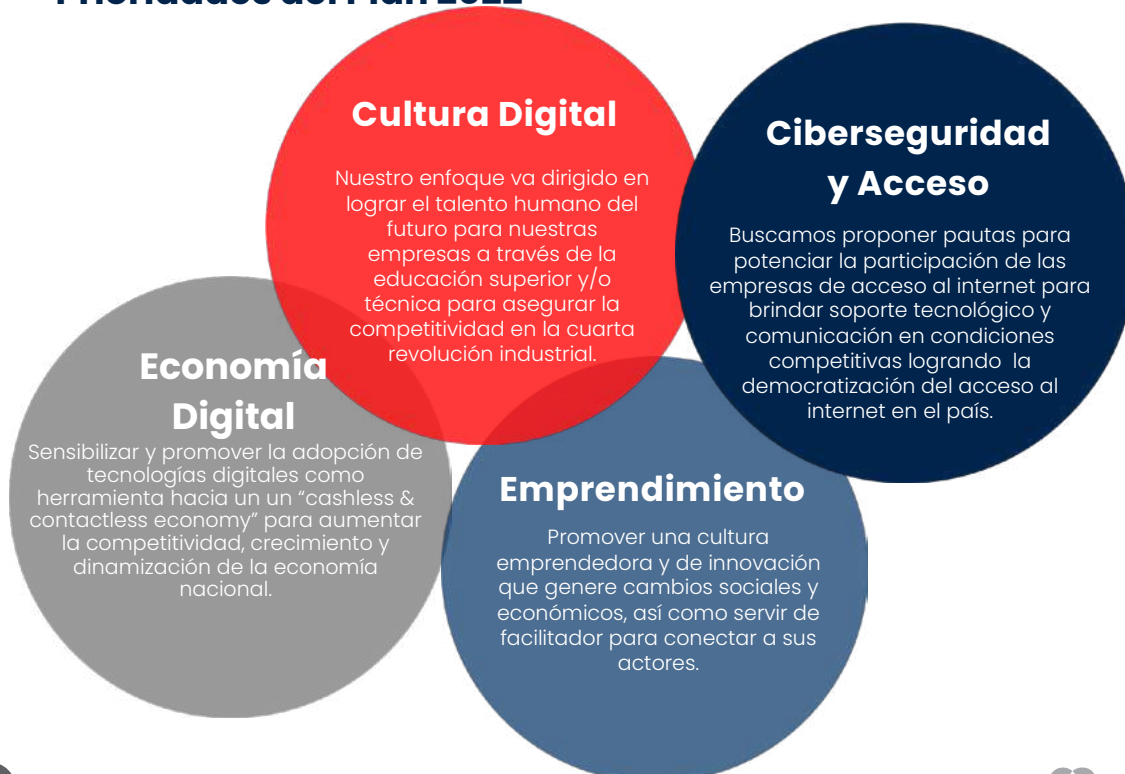 Prioridades del Plan 2022
Cultura Digital
Nuestro enfoque va dirigido en
lograr el talento humano del
futuro para nuestras
empresas a través de la
educación superior y/o
técnica para asegurar la
competitividad en la cuarta
revolución industrial.
Ciberseguridad
y Acceso
Buscamos proponer pautas para
potenciar la participación de las
empresas de acceso al internet para
brindar soporte tecnológico y
comunicación en condiciones
competitivas logrando la
democratización del acceso al
internet en el país.
Economía
Digital
Sensibilizar y promover la adopción de
tecnologías digitales como
herramienta hacia un un “cashless &
contactless economy” para aumentar
la competitividad, crecimiento y
dinamización de la economía
nacional.
Emprendimiento
Promover una cultura
emprendedora y de innovación
que genere cambios sociales y
económicos, así como servir de
facilitador para conectar a sus
actores.